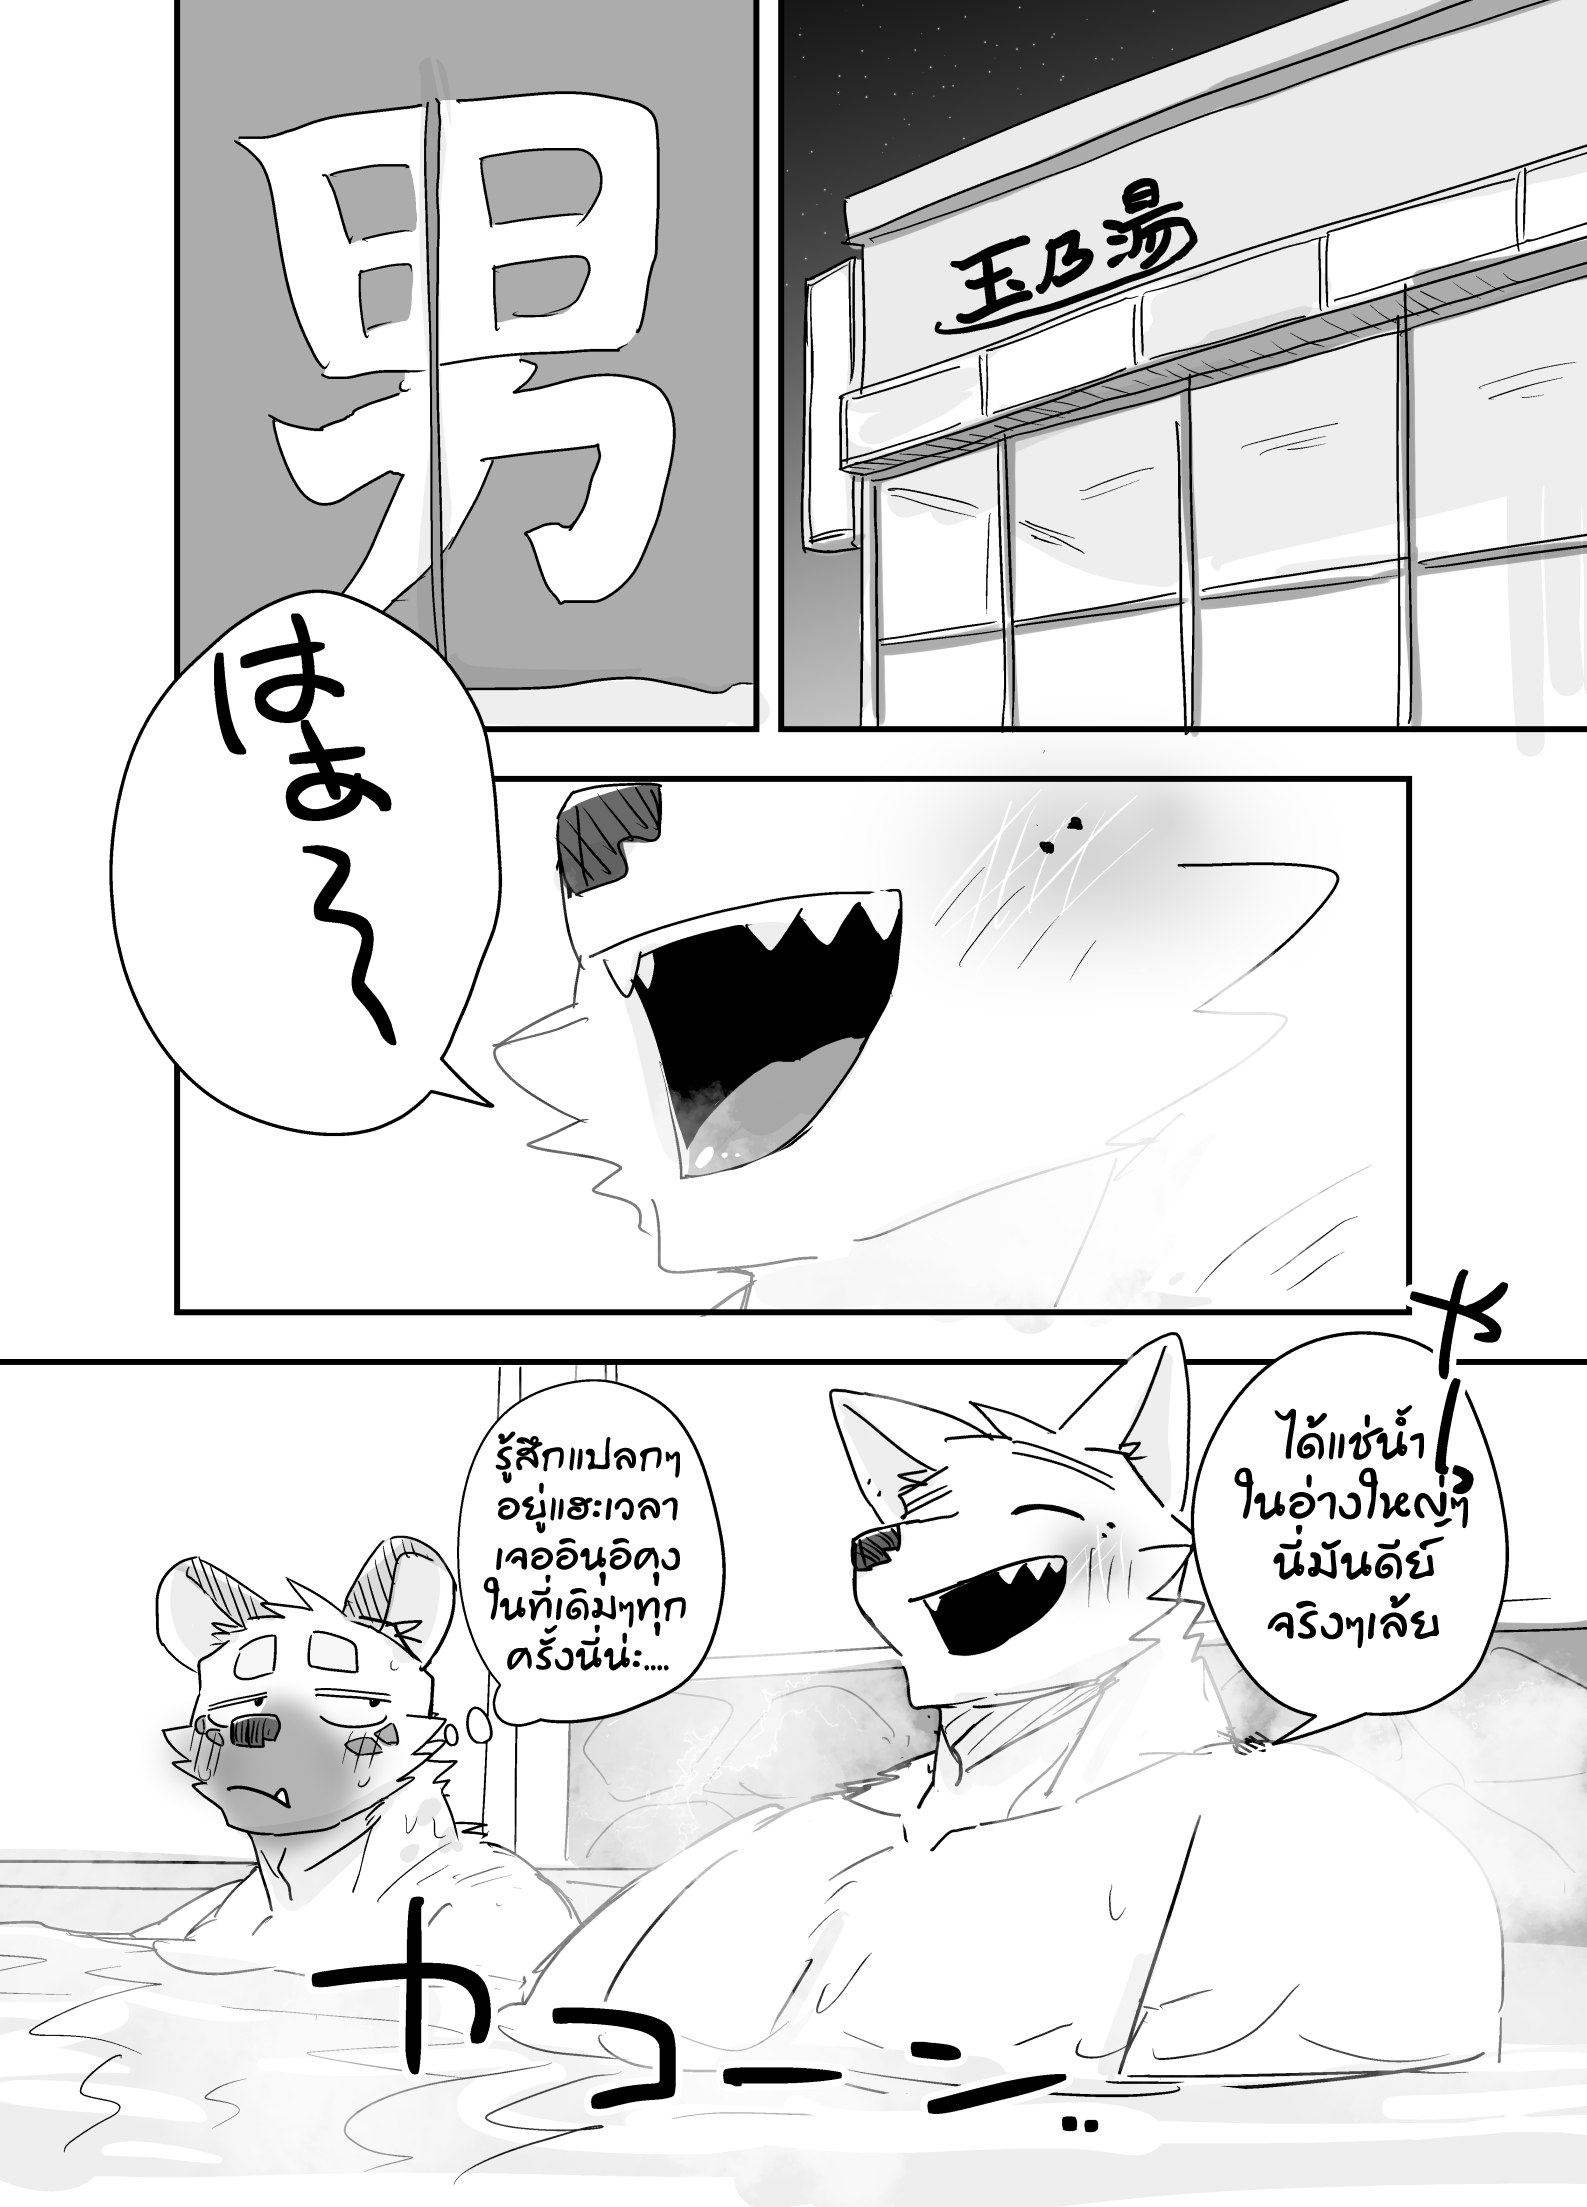 玉乃湯
男
はぁ～
ได้แช่น้ำ
ในอ่างใหญ่ๆ
นี่มันดีย์
จริงๆเล้ย
รู้สึกแปลกๆ
อยู่แฮะเวลา
เจออินุอิคุง
ในที่เดิมๆทุก
ครั้งนี่น่ะ....
カコーン